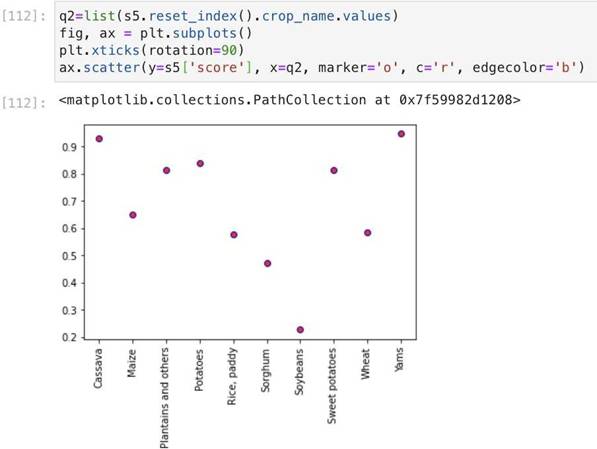 [112]: q2=list(s5.reset_index().crop_name.values)
fig, ax = plt.subplots()
plt.xticks(rotation=90)
ax.scatter(y=s5['score'], x=q2, marker='o', c='r', edgecolor='b')
[112]: <matplotlib.collections.PathCollection at 0x7f59982d1208>
0.9
0.8
0.7
0.6
0.5
0.4
0.3
0.2
Cassava
Maize
Plantains and others
Potatoes
Rice, paddy
Sorghum
Soybeans
Sweet potatoes
Wheat
Yams